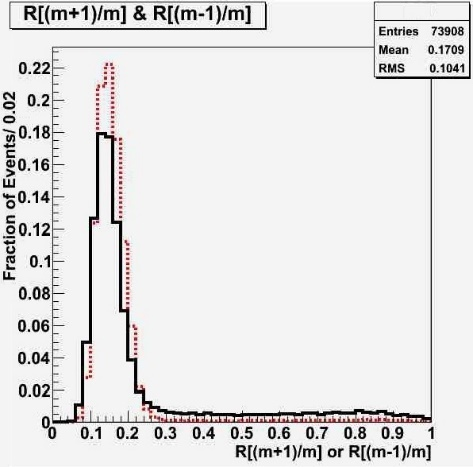 R[(m+1)/m] & R[(m-1)/m]
Entries 73908
Mean 0.1709
RMS 0.1041
Fraction of Events/ 0.02
0.22
0.2
0.18
0.16
0.14
0.12
0.1
0.08
0.06
0.04
0.02
0
0 0.1 0.2 0.3 0.4 0.5 0.6 0.7 0.8 0.9 1
R[(m+1)/m] or R[(m-1)/m]